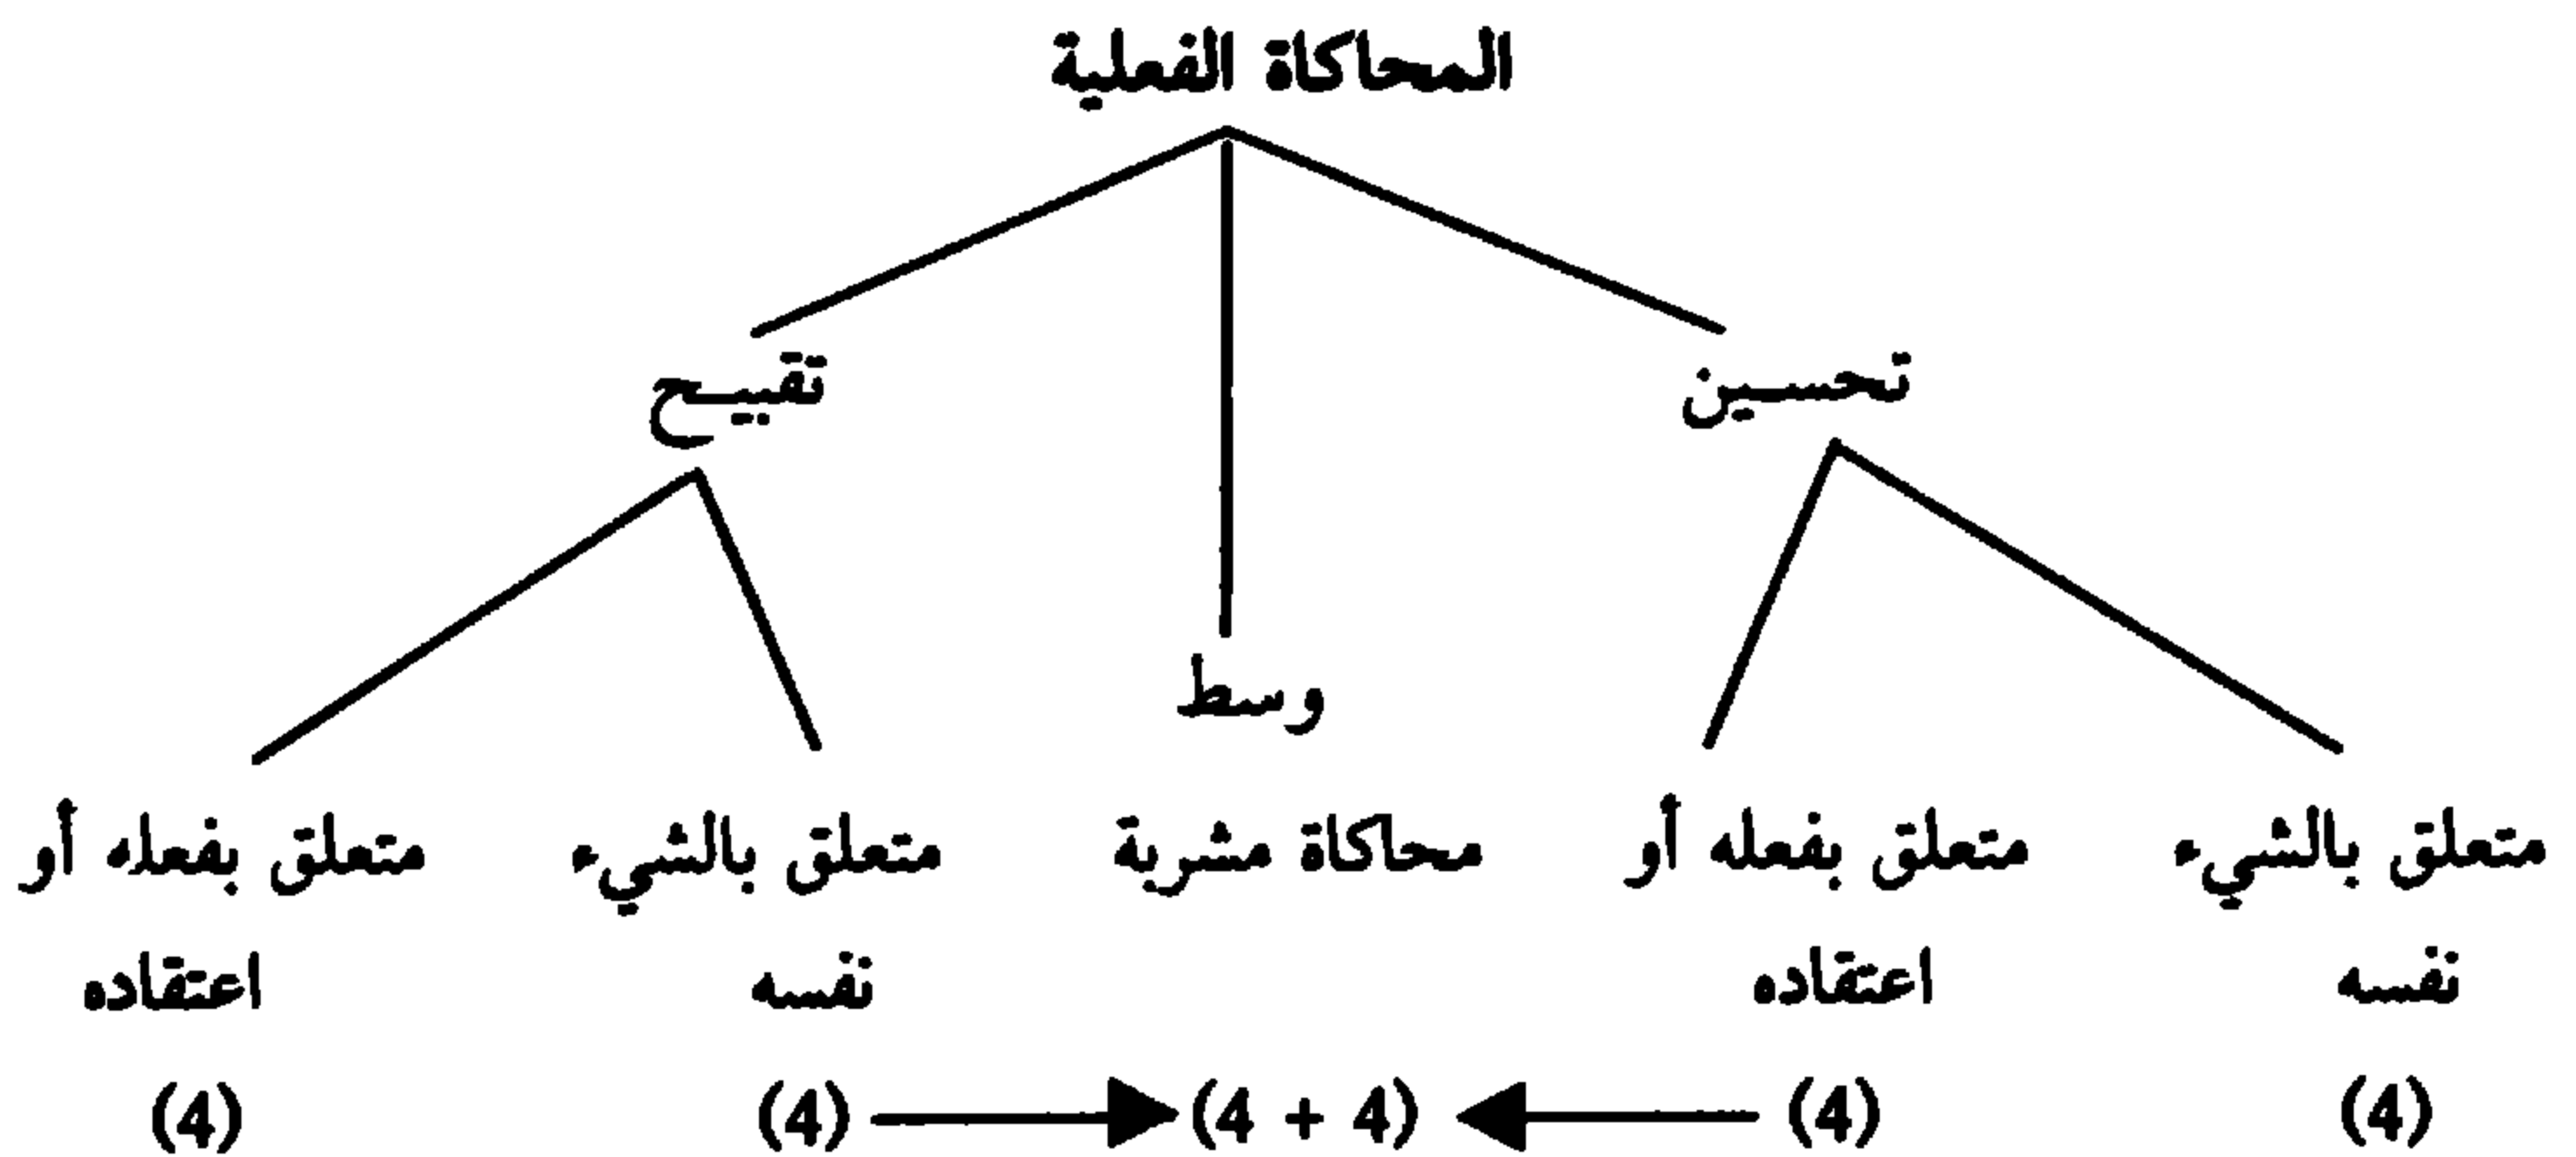 المحاكاة الفعلية
تحسين تقبيح
وسط
متعلق بالشيء متعلق بفعله أو محاكاة مشربة متعلق بالشيء متعلق بفعله أو
نفسه اعتقاده نفسه اعتقاده
(4) (4) (4 + 4) (4) (4)